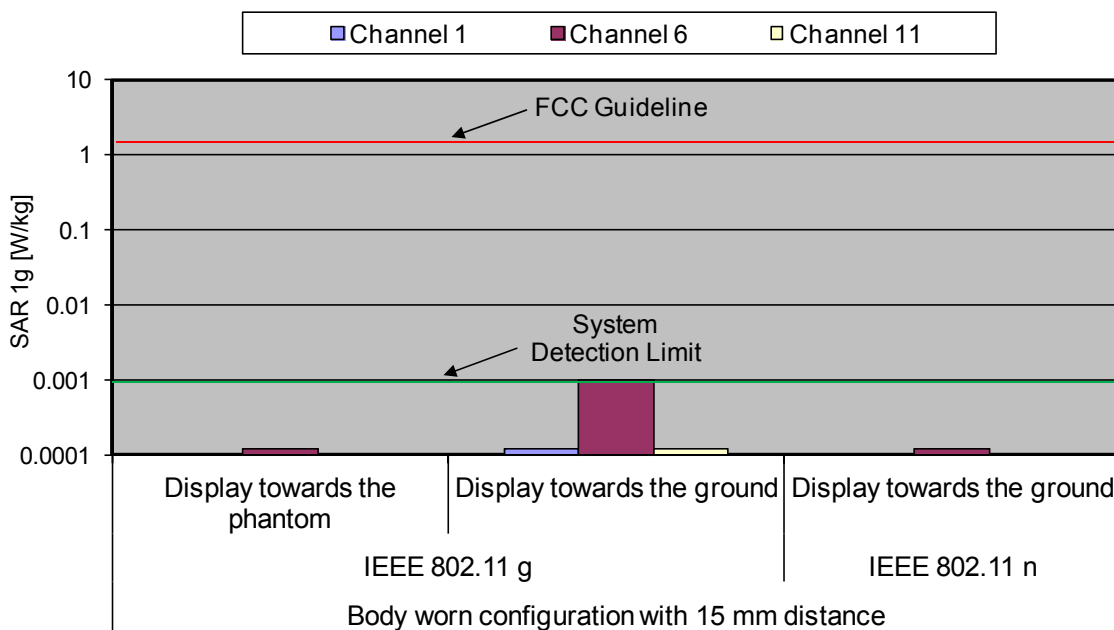 Channel 1 Channel 6 Channel 11
10
FCC Guideline
1
0.1
SAR 1g [W/kg]
0.01
System
Detection Limit
0.001
0.0001
Display towards the phantom
Display towards the ground
Display towards the ground
IEEE 802.11 g
IEEE 802.11 n
Body worn configuration with 15 mm distance